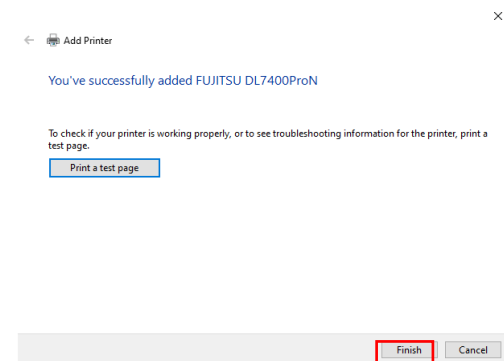 Add Printer
You've successfully added FUJITSU DL7400ProN
To check if your printer is working properly, or to see troubleshooting information for the printer, print a
test page.
Print a test page
Finish
Cancel